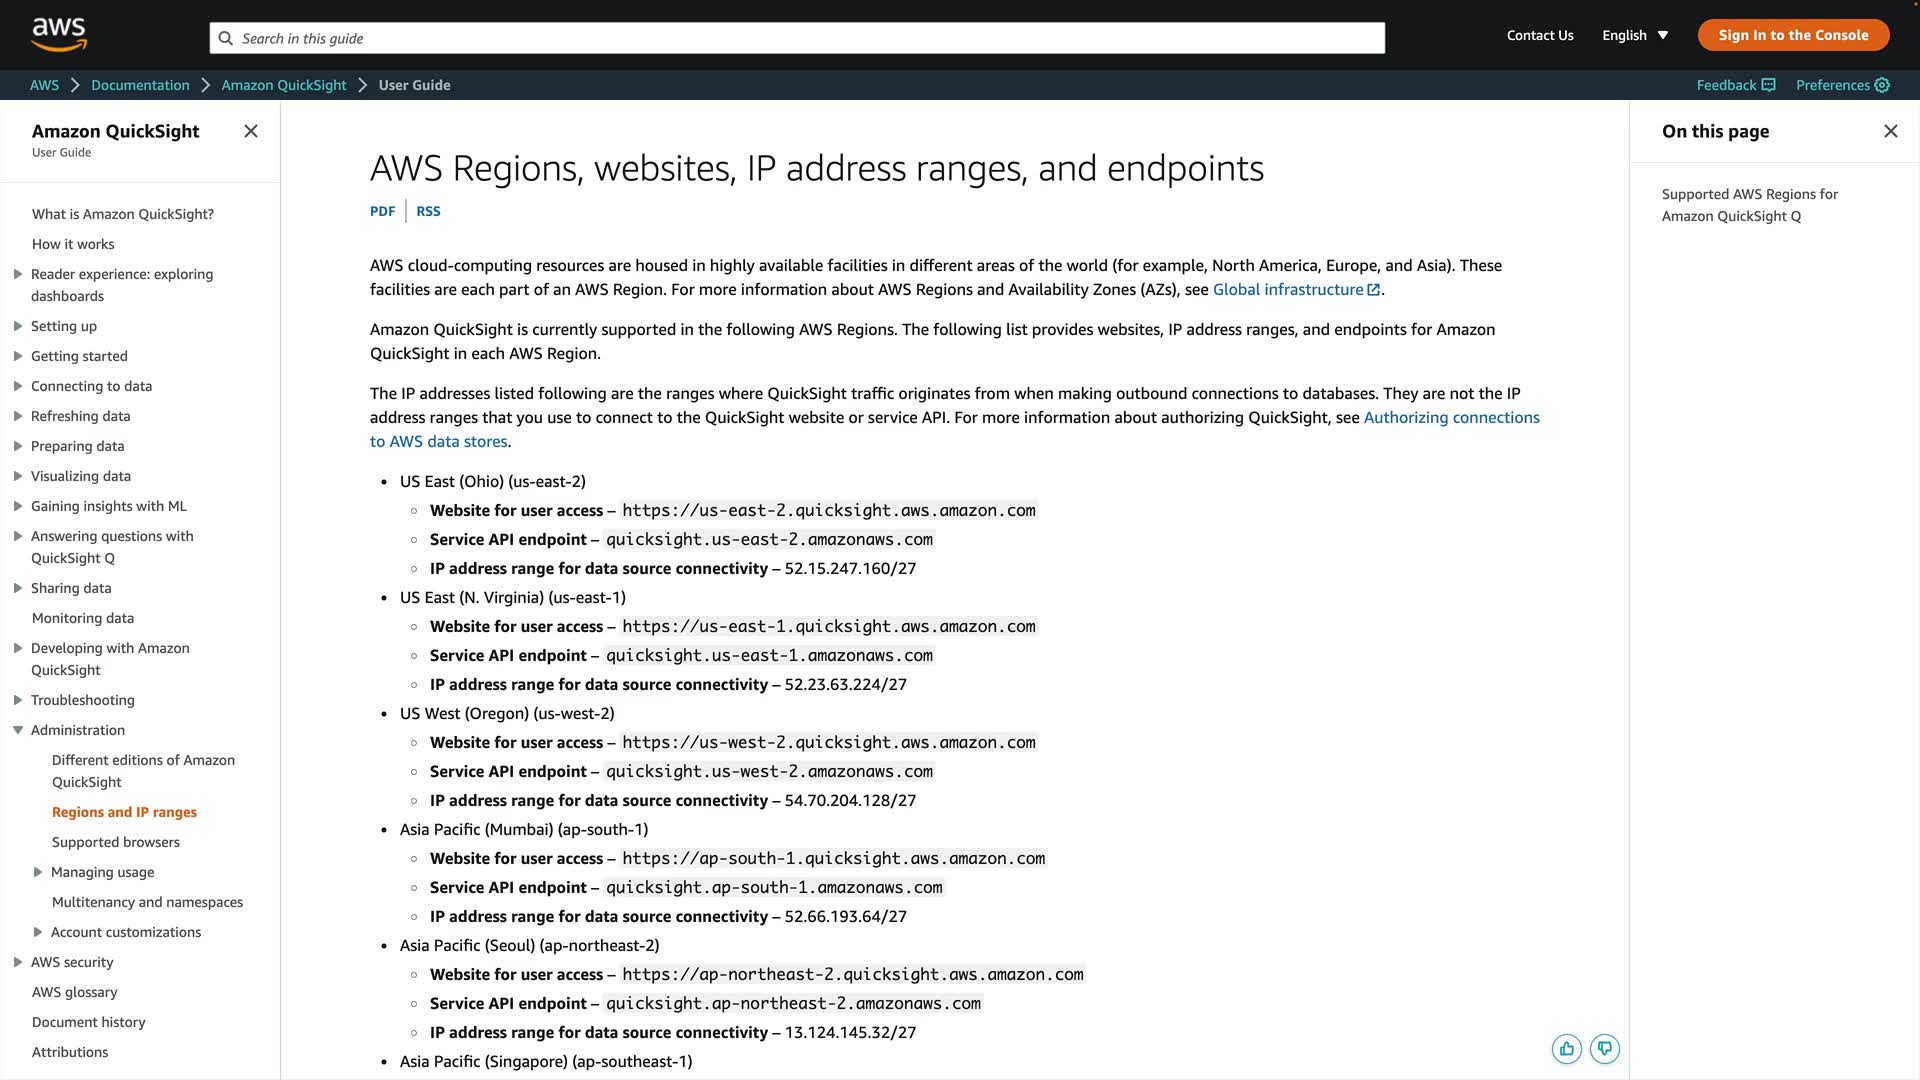 aws
Search in this guide
Contact Us
English
Sign In to the Console
AWS
Documentation
Amazon QuickSight
User Guide
Feedback
Preferences
Amazon QuickSight
User Guide
What is Amazon QuickSight?
How it works
Reader experience: exploring
dashboards
Setting up
Getting started
Connecting to data
Refreshing data
Preparing data
Visualizing data
Gaining insights with ML
Answering questions with
QuickSight Q
Sharing data
Monitoring data
Developing with Amazon
QuickSight
Troubleshooting
Administration
Different editions of Amazon
QuickSight
Regions and IP ranges
Supported browsers
Managing usage
Multitenancy and namespaces
Account customizations
AWS security
AWS glossary
Document history
Attributions
AWS Regions, websites, IP address ranges, and endpoints
PDF
RSS
AWS cloud-computing resources are housed in highly available facilities in different areas of the world (for example, North America, Europe, and Asia). These
facilities are each part of an AWS Region. For more information about AWS Regions and Availability Zones (AZs), see Global infrastructure.
Amazon QuickSight is currently supported in the following AWS Regions. The following list provides websites, IP address ranges, and endpoints for Amazon
QuickSight in each AWS Region.
The IP addresses listed following are the ranges where QuickSight traffic originates from when making outbound connections to databases. They are not the IP
address ranges that you use to connect to the QuickSight website or service API. For more information about authorizing QuickSight, see Authorizing connections
to AWS data stores.
• US East (Ohio) (us-east-2)
○ Website for user access – https://us-east-2.quicksight.aws.amazon.com
○ Service API endpoint – quicksight.us-east-2.amazonaws.com
○ IP address range for data source connectivity – 52.15.247.160/27
• US East (N. Virginia) (us-east-1)
○ Website for user access – https://us-east-1.quicksight.aws.amazon.com
○ Service API endpoint – quicksight.us-east-1.amazonaws.com
○ IP address range for data source connectivity – 52.23.63.224/27
• US West (Oregon) (us-west-2)
○ Website for user access – https://us-west-2.quicksight.aws.amazon.com
○ Service API endpoint – quicksight.us-west-2.amazonaws.com
○ IP address range for data source connectivity – 54.70.204.128/27
• Asia Pacific (Mumbai) (ap-south-1)
○ Website for user access – https://ap-south-1.quicksight.aws.amazon.com
○ Service API endpoint – quicksight.ap-south-1.amazonaws.com
○ IP address range for data source connectivity – 52.66.193.64/27
• Asia Pacific (Seoul) (ap-northeast-2)
○ Website for user access – https://ap-northeast-2.quicksight.aws.amazon.com
○ Service API endpoint – quicksight.ap-northeast-2.amazonaws.com
○ IP address range for data source connectivity – 13.124.145.32/27
• Asia Pacific (Singapore) (ap-southeast-1)
On this page
Supported AWS Regions for
Amazon QuickSight Q